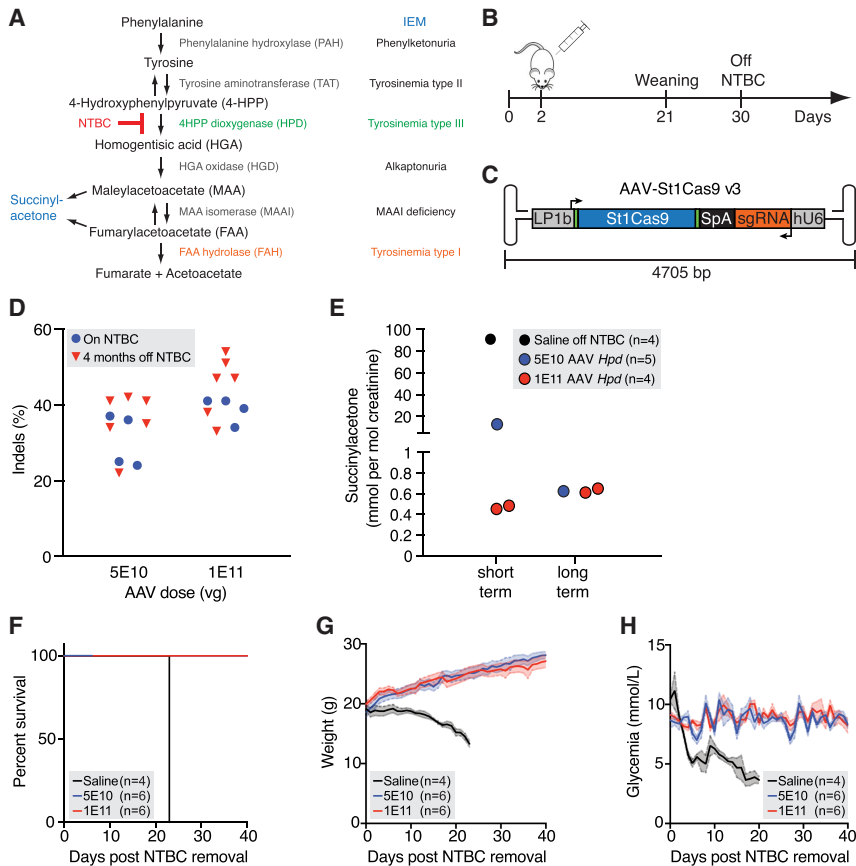 A
Phenylalanine
IEM
Phenylalanine hydroxylase (PAH)
Phenylketonuria
Tyrosine
Tyrosine aminotransferase (TAT)
Tyrosinemia type II
4-Hydroxyphenylpyruvate (4-HPP)
NTBC
4HPP dioxygenase (HPD)
Tyrosinemia type III
Homogentisic acid (HGA)
HGA oxidase (HGD)
Alkaptonuria
Succinyl-
acetone
Maleylacetoacetate (MAA)
MAA isomerase (MAAI)
MAAI deficiency
Fumarylacetoacetate (FAA)
FAA hydrolase (FAH)
Tyrosinemia type I
Fumarate + Acetoacetate
B
Weaning
Off
NTBC
0 2 21 30 Days
C
AAV-St1Cas9 v3
LP1b St1Cas9 SpA sgRNA hU6
4705 bp
D
On NTBC
4 months off NTBC
Indels (%)
60
40
20
0
5E10 1E11
AAV dose (vg)
E
Saline off NTBC (n=4)
5E10 AAV Hpd (n=5)
1E11 AAV Hpd (n=4)
Succinylacetone
(mmol per mol creatinine)
100
80
60
40
20
1
0.8
0.6
0.4
0.2
0
short
term
long
term
F
Percent survival
100
50
0
Saline (n=4)
5E10 (n=6)
1E11 (n=6)
0 10 20 30 40
Days post NTBC removal
G
Weight (g)
30
20
10
0
Saline (n=4)
5E10 (n=6)
1E11 (n=6)
0 10 20 30 40
Days post NTBC removal
H
Glycemia (mmol/L)
15
10
5
0
Saline (n=4)
5E10 (n=6)
1E11 (n=6)
0 10 20 30 40
Days post NTBC removal